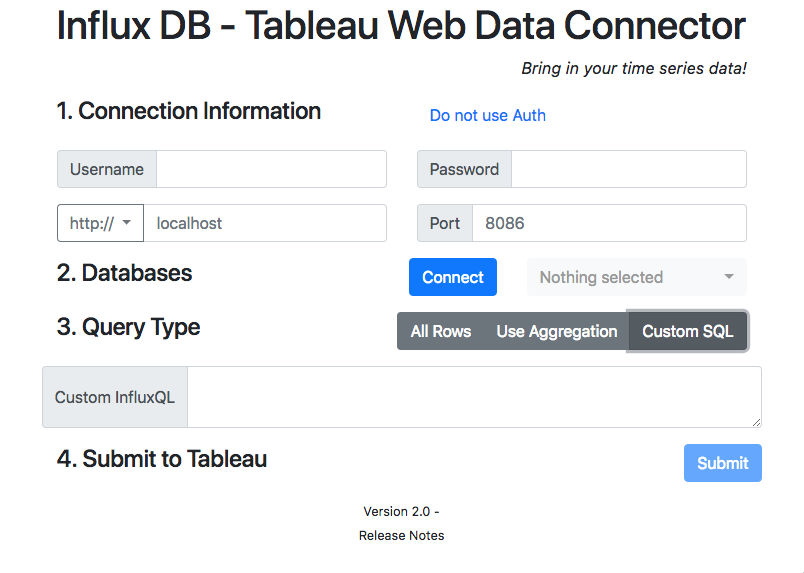 Influx DB - Tableau Web Data Connector
Bring in your time series data!
1. Connection Information
Do not use Auth
Username
Password
http://
localhost
Port
8086
2. Databases
Connect
Nothing selected
3. Query Type
All Rows
Use Aggregation
Custom SQL
Custom InfluxQL
4. Submit to Tableau
Submit
Version 2.0 -
Release Notes